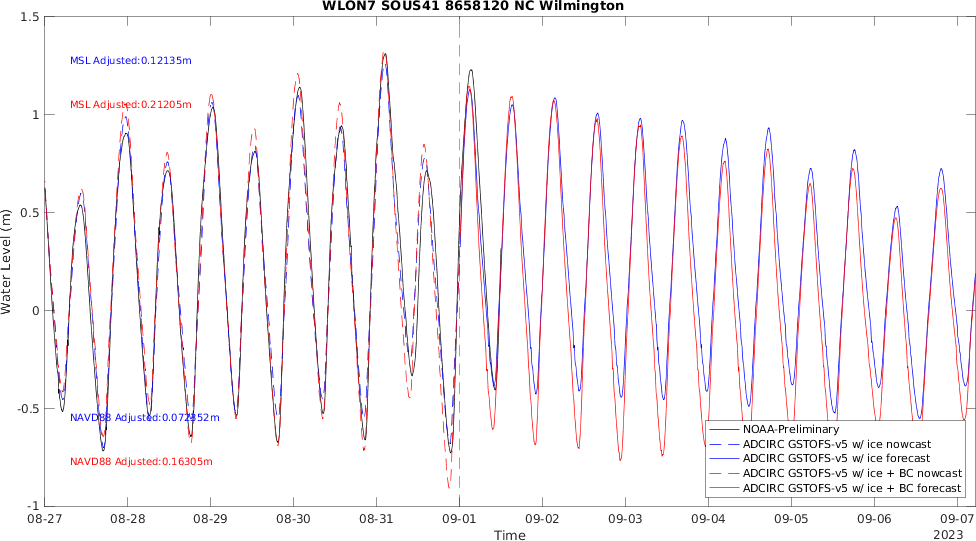 WLON7 SOUS41 8658120 NC Wilmington
1.5
1
0.5
0
-0.5
-1
Water Level (m)
MSL Adjusted:0.12135m
MSL Adjusted:0.21205m
NAVD88 Adjusted:0.072352m
NAVD88 Adjusted:0.16305m
NOAA-Preliminary
ADCIRC GSTOFS-v5 w/ ice nowcast
ADCIRC GSTOFS-v5 w/ ice forecast
ADCIRC GSTOFS-v5 w/ ice + BC nowcast
ADCIRC GSTOFS-v5 w/ ice + BC forecast
08-27 08-28 08-29 08-30 08-31 09-01 09-02 09-03 09-04 09-05 09-06 09-07
Time
2023